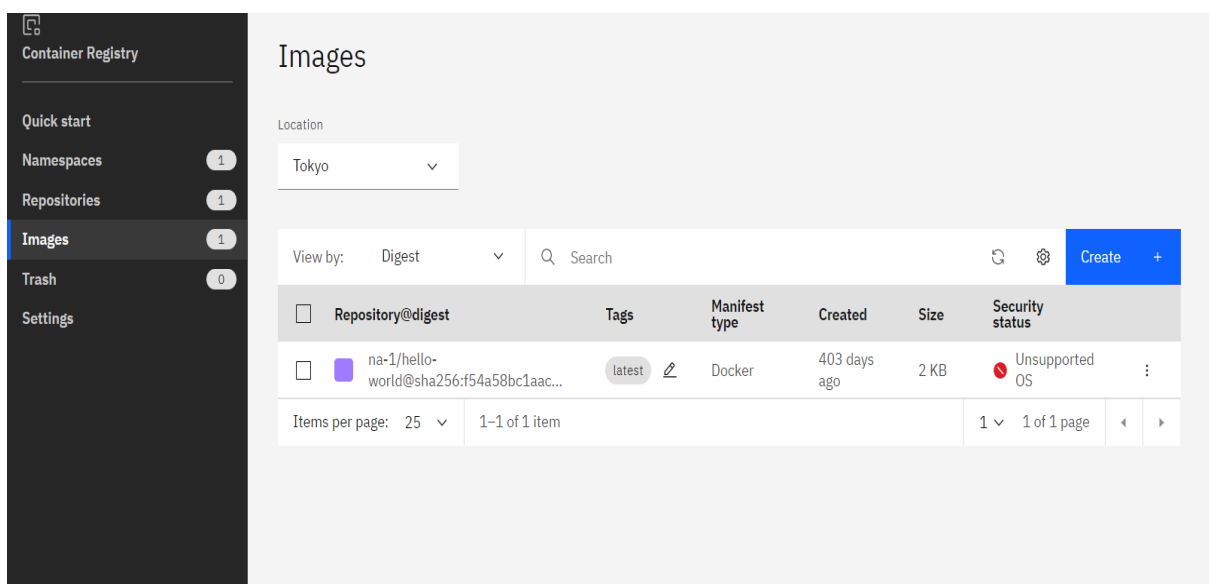 Container Registry
Quick start
Namespaces 1
Repositories 1
Images 1
Trash 0
Settings
Images
Location
Tokyo
View by: Digest Search Create +
Repository@digest Tags Manifest type Created Size Security status
na-1/hello-
world@sha256:f54a58bc1aac... latest Docker 403 days ago 2 KB Unsupported OS
Items per page: 25 1–1 of 1 item 1 1 of 1 page